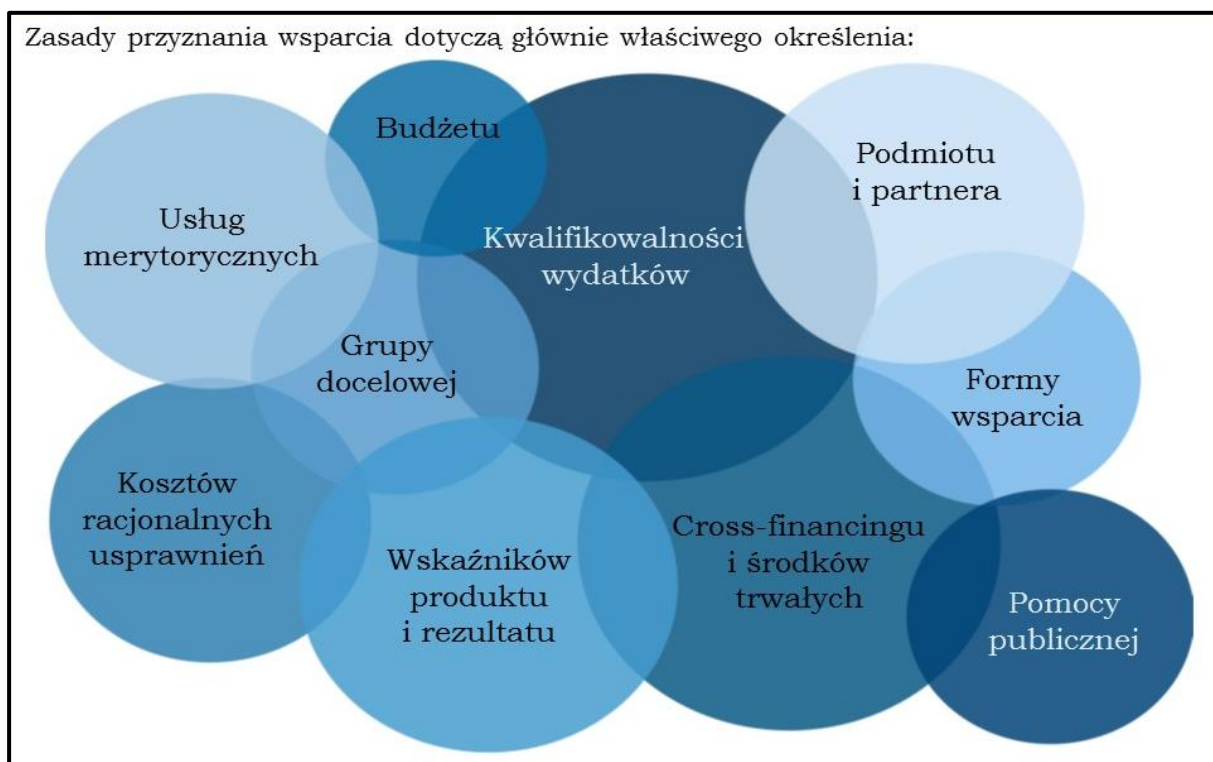 Zasady przyznania wsparcia dotyczą głównie właściwego określenia:
Budżetu
Podmiotu
i partnera
Usług
merytorycznych
Kwalifikowalności
wydatków
Grupy
docelowej
Formy
wsparcia
Kosztów
racjonalnych
usprawnień
Wskaźników
produktu
i rezultatu
Cross-financingu
i środków
trwałych
Pomocy
publicznej